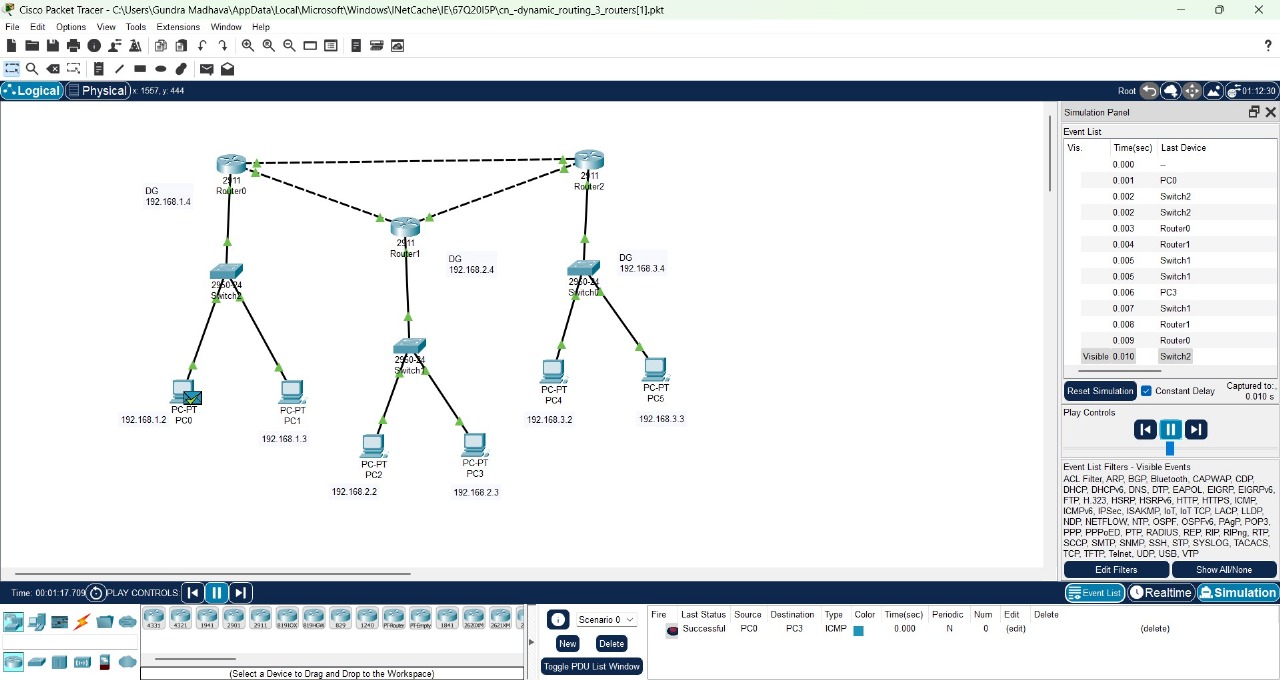 Cisco Packet Tracer - C:\Users\Gundra Madhava\AppData\Local\Microsoft\Windows\INetCache\IE\67Q20I5P\cn_-dynamic_routing_3_routers[1].pkt
File Edit Options View Tools Extensions Window Help
Logical Physical x: 1557, y: 444 Root 01:12:30
2911
Router0
2911
Router2
DG
192.168.1.4
2911
Router1
DG
192.168.2.4
DG
192.168.3.4
2950-24
Switch2
2950-24
Switch0
2950-24
Switch1
PC-PT
PC0
192.168.1.2
PC-PT
PC1
192.168.1.3
PC-PT
PC4
192.168.3.2
PC-PT
PC5
192.168.3.3
PC-PT
PC2
192.168.2.2
PC-PT
PC3
192.168.2.3
Simulation Panel
Event List
Vis. Time(sec) Last Device
0.000 --
0.001 PC0
0.002 Switch2
0.002 Switch2
0.003 Router0
0.004 Router1
0.005 Switch1
0.005 Switch1
0.006 PC3
0.007 Switch1
0.008 Router1
0.009 Router0
Visible 0.010 Switch2
Reset Simulation Constant Delay Captured to:
0.010 s
Play Controls
Event List Filters - Visible Events
ACL Filter, ARP, BGP, Bluetooth, CAPWAP, CDP,
DHCP, DHCPv6, DNS, DTP, EAPOL, EIGRP, EIGRPv6,
FTP, H.323, HSRP, HSRPv6, HTTP, HTTPS, ICMP,
ICMPv6, IPSec, ISAKMP, IoT, IoT TCP, LACP, LLDP,
NDP, NETFLOW, NTP, OSPF, OSPFv6, PAgP, POP3,
PPP, PPPoED, PTP, RADIUS, REP, RIP, RIPng, RTP,
SCCP, SMTP, SNMP, SSH, STP, SYSLOG, TACACS,
TCP, TFTP, Telnet, UDP, USB, VTP
Edit Filters Show All/None
Time: 00:01:17.709 PLAY CONTROLS: Event List Realtime Simulation
4331 4321 1941 2901 2911 819IOX 819HGW 829 1240 PT-Router PT-Empty 1841 2620XM 2621XM
(Select a Device to Drag and Drop to the Workspace)
Scenario 0
New Delete
Toggle PDU List Window
Fire Last Status Source Destination Type Color Time(sec) Periodic Num Edit Delete
Successful PC0 PC3 ICMP 0.000 N 0 (edit) (delete)